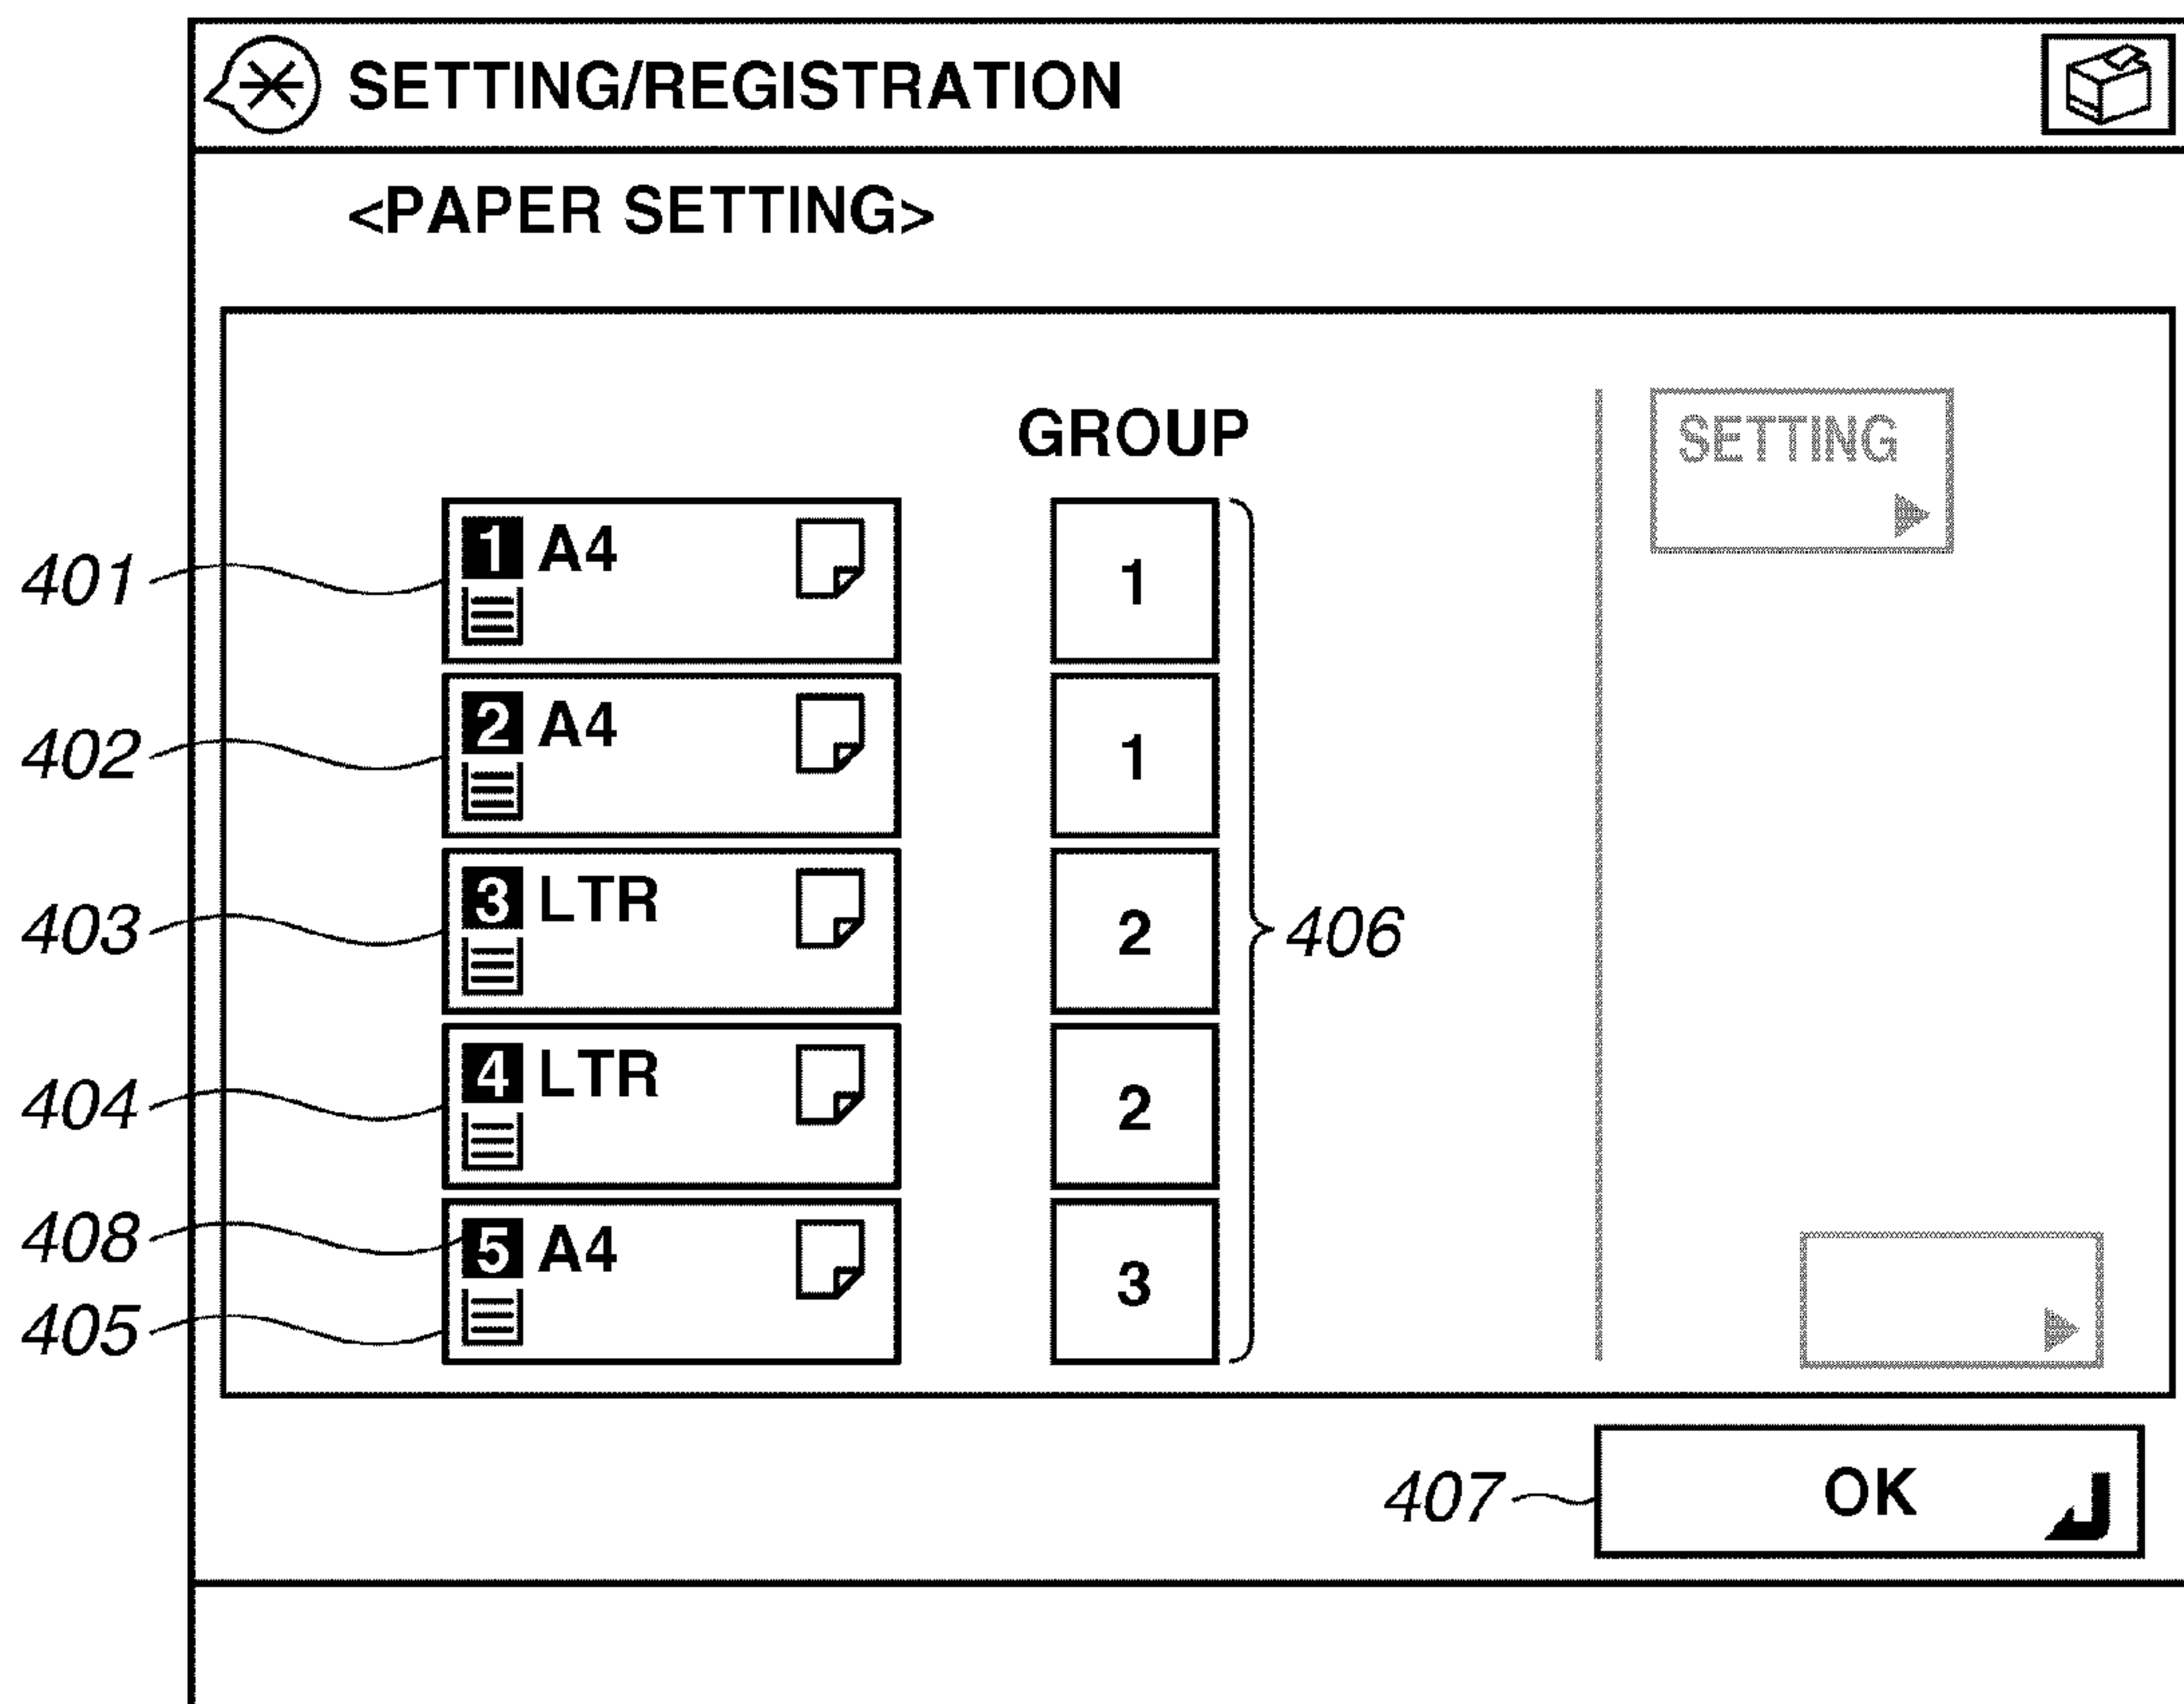 SETTING/REGISTRATION
<PAPER SETTING>
GROUP
SETTING
401 1 A4 1
402 2 A4 1
403 3 LTR 2
406
404 4 LTR 2
408 5 A4 3
405
407 OK